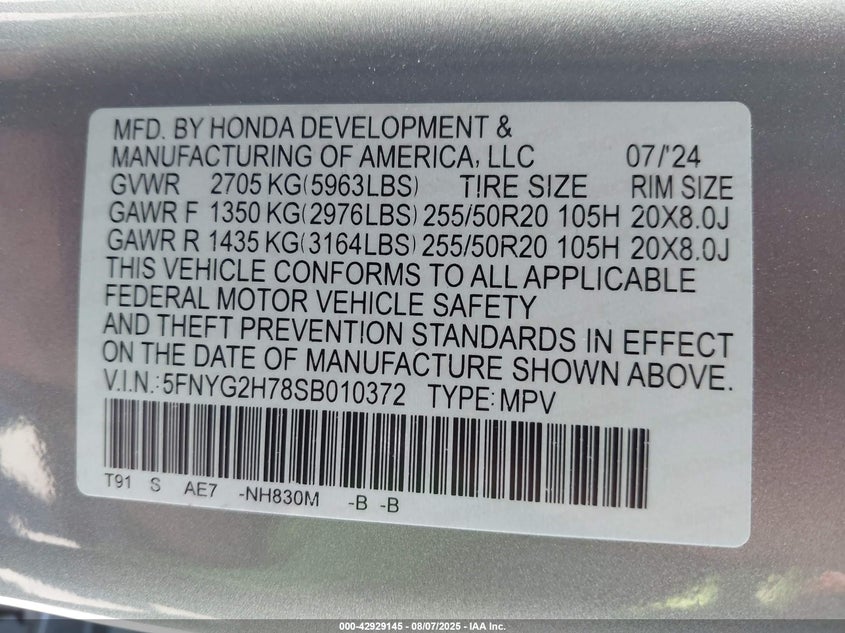 MFD. BY HONDA DEVELOPMENT &
MANUFACTURING OF AMERICA, LLC 07/'24
GVWR 2705 KG(5963LBS) TIRE SIZE RIM SIZE
GAWR F 1350 KG(2976LBS) 255/50R20 105H 20X8.0J
GAWR R 1435 KG(3164LBS) 255/50R20 105H 20X8.0J
THIS VEHICLE CONFORMS TO ALL APPLICABLE
FEDERAL MOTOR VEHICLE SAFETY
AND THEFT PREVENTION STANDARDS IN EFFECT
ON THE DATE OF MANUFACTURE SHOWN ABOVE.
V.I.N.:5FNYG2H78SB010372 TYPE:MPV
T91 S AE7 -NH830M -B -B
000-42929145 - 08/07/2025 - IAA Inc.